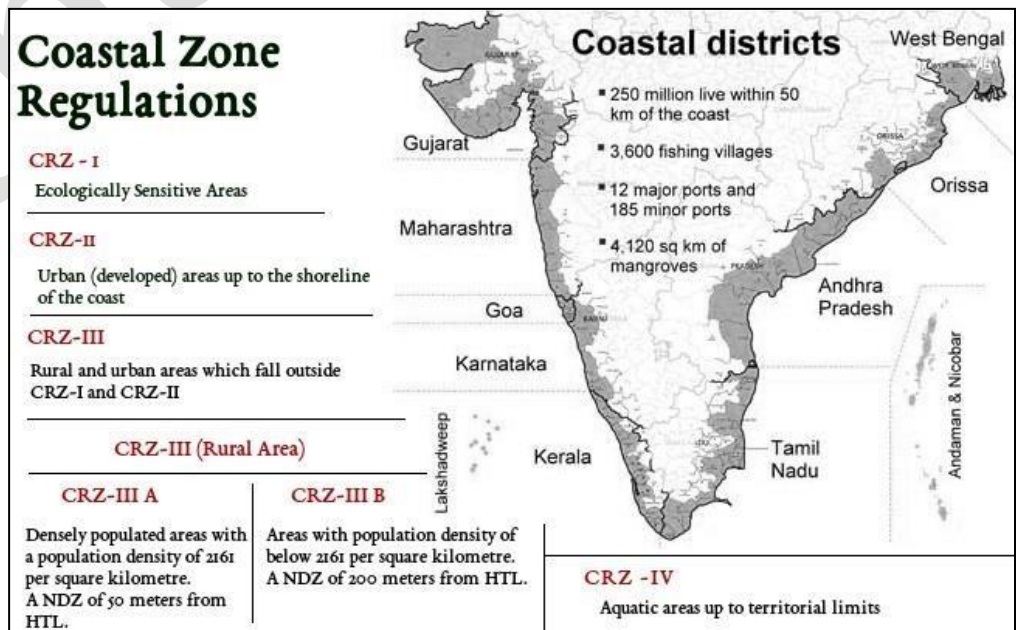 Coastal Zone
Regulations
CRZ - I
Ecologically Sensitive Areas
CRZ-II
Urban (developed) areas up to the shoreline
of the coast
CRZ-III
Rural and urban areas which fall outside
CRZ-I and CRZ-II
CRZ-III (Rural Area)
CRZ-III A
Densely populated areas with
a population density of 2161
per square kilometre.
A NDZ of 50 meters from
HTL.
CRZ-III B
Areas with population density of
below 2161 per square kilometre.
A NDZ of 200 meters from HTL.
CRZ -IV
Aquatic areas up to territorial limits
Coastal districts
▪ 250 million live within 50
km of the coast
▪ 3,600 fishing villages
▪ 12 major ports and
185 minor ports
▪ 4,120 sq km of
mangroves
West Bengal
Gujarat
GUJARAT
ORISSA
Orissa
Maharashtra
PRADESH
Andhra
Pradesh
Goa
Karnataka
Kerala
Lakshadweep
Tamil
Nadu
Andaman & Nicobar